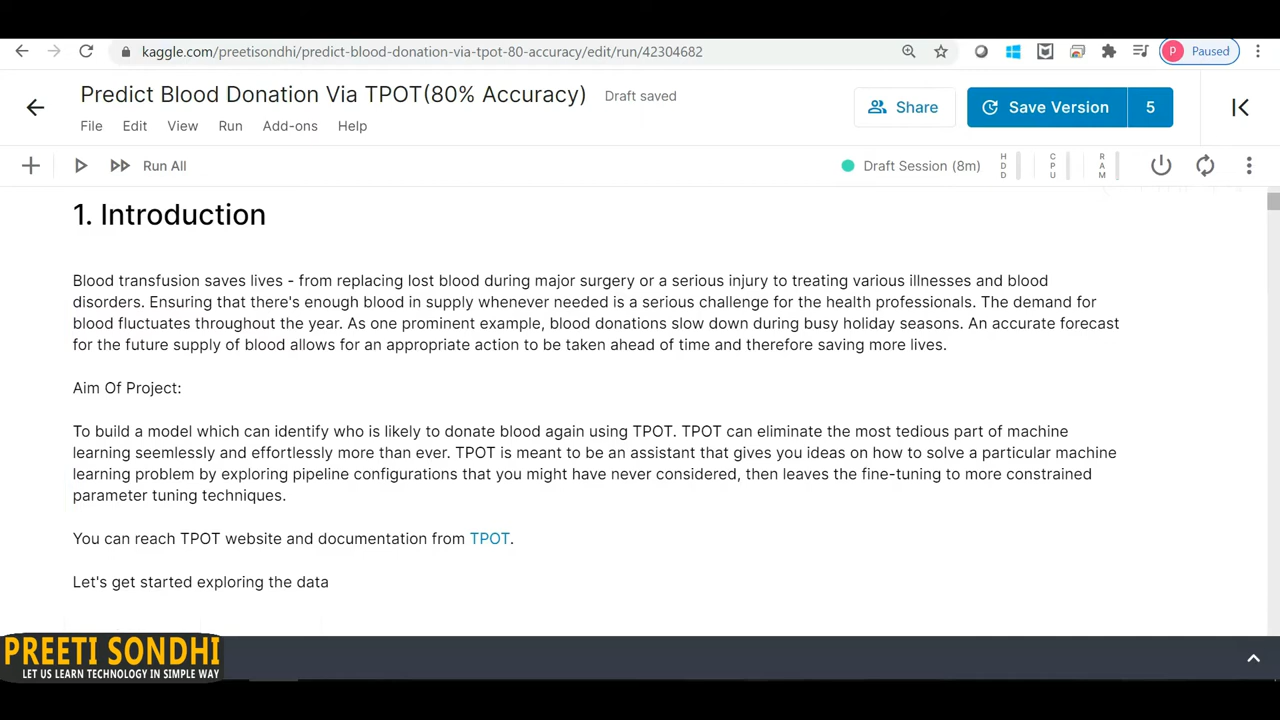 kaggle.com/preetisondhi/predict-blood-donation-via-tpot-80-accuracy/edit/run/42304682
P Paused
Predict Blood Donation Via TPOT(80% Accuracy) Draft saved
Share
Save Version 5
File Edit View Run Add-ons Help
Run All
Draft Session (8m)
HDD
CPU
RAM
1. Introduction
Blood transfusion saves lives - from replacing lost blood during major surgery or a serious injury to treating various illnesses and blood
disorders. Ensuring that there's enough blood in supply whenever needed is a serious challenge for the health professionals. The demand for
blood fluctuates throughout the year. As one prominent example, blood donations slow down during busy holiday seasons. An accurate forecast
for the future supply of blood allows for an appropriate action to be taken ahead of time and therefore saving more lives.
Aim Of Project:
To build a model which can identify who is likely to donate blood again using TPOT. TPOT can eliminate the most tedious part of machine
learning seemlessly and effortlessly more than ever. TPOT is meant to be an assistant that gives you ideas on how to solve a particular machine
learning problem by exploring pipeline configurations that you might have never considered, then leaves the fine-tuning to more constrained
parameter tuning techniques.
You can reach TPOT website and documentation from TPOT.
Let's get started exploring the data
PREETI SONDHI
LET US LEARN TECHNOLOGY IN SIMPLE WAY